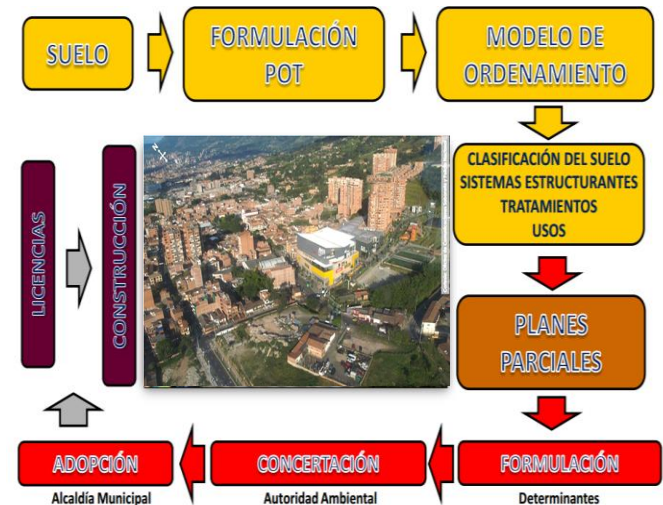 SUELO
FORMULACIÓN
POT
MODELO DE
ORDENAMIENTO
CLASIFICACIÓN DEL SUELO
SISTEMAS ESTRUCTURANTES
TRATAMIENTOS
USOS
PLANES
PARCIALES
FORMULACIÓN
Determinantes
CONCERTACIÓN
Autoridad Ambiental
ADOPCIÓN
Alcaldía Municipal
LICENCIAS
CONSTRUCCIÓN